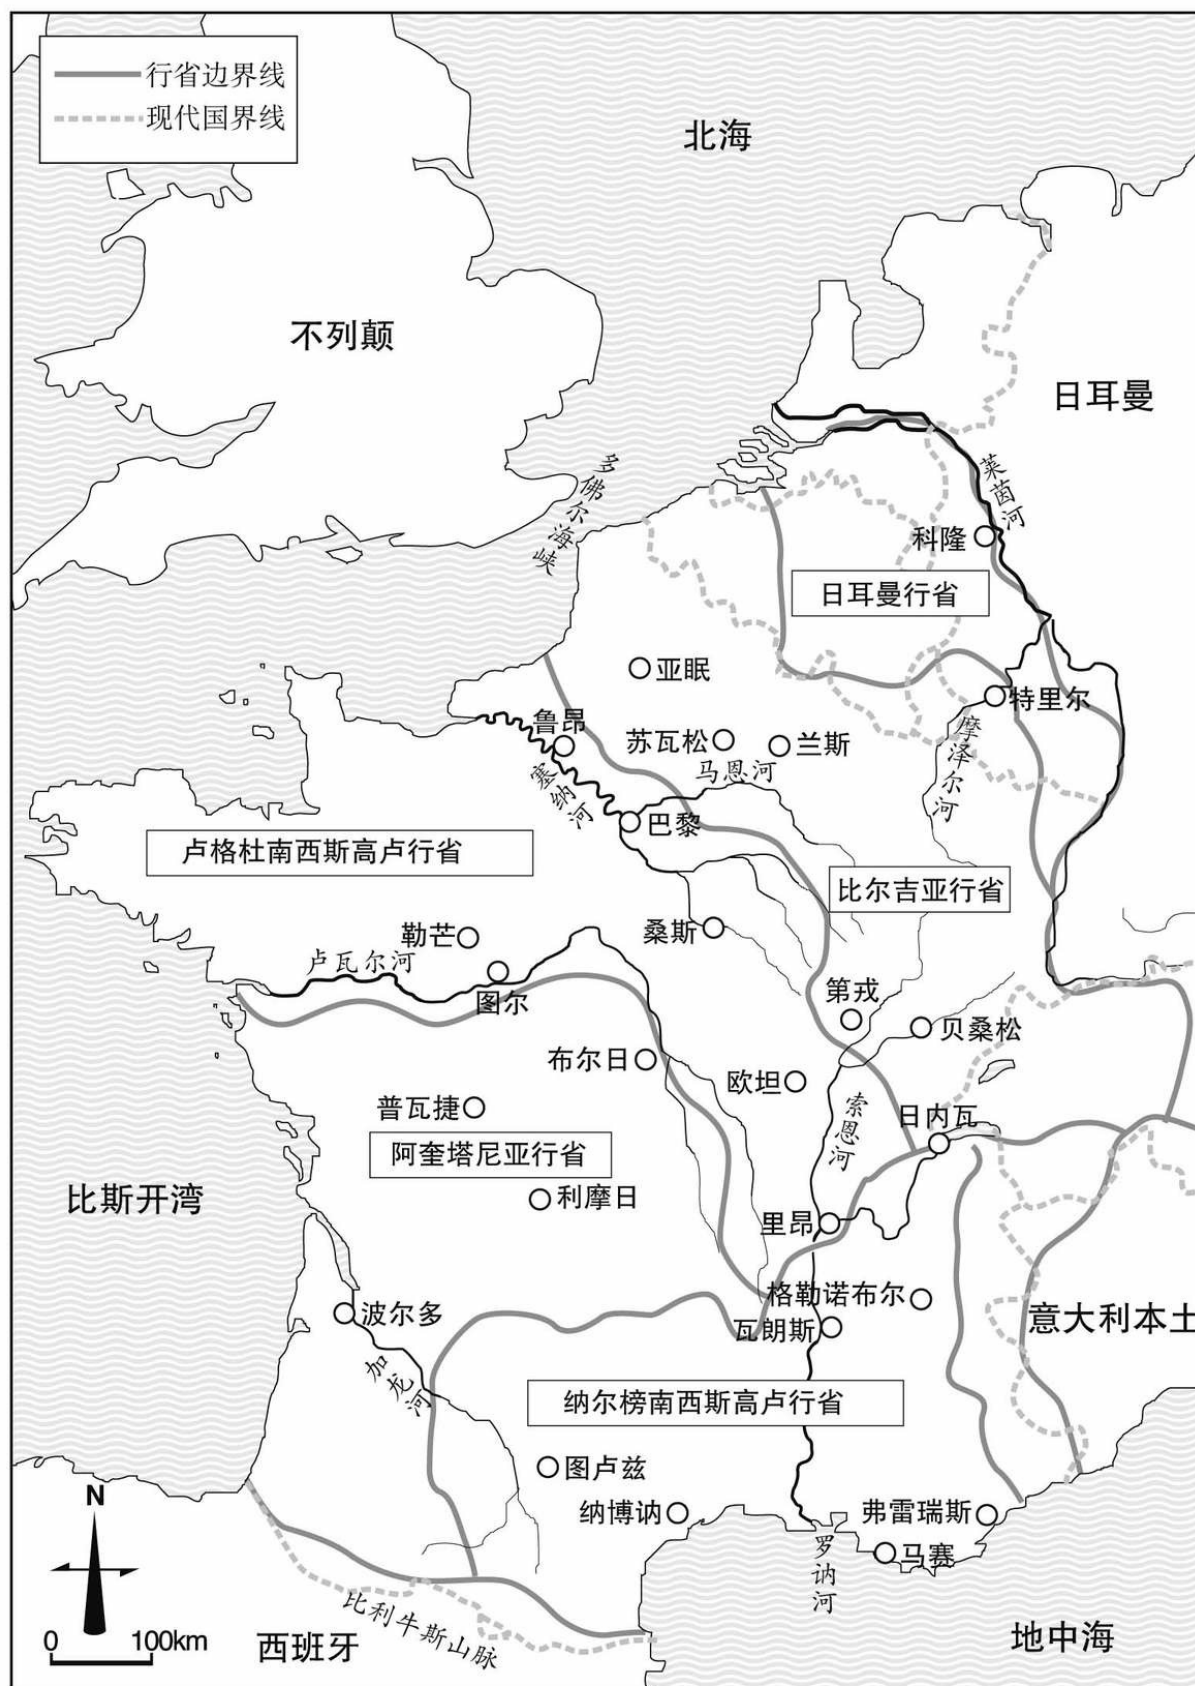 行省边界线
现代国界线
北海
不列颠
日耳曼
多佛尔海峡
莱茵河
科隆
日耳曼行省
亚眠
特里尔
鲁昂
苏瓦松
兰斯
摩泽尔河
马恩河
塞纳河
巴黎
卢格杜南西斯高卢行省
比尔吉亚行省
勒芒
桑斯
卢瓦尔河
图尔
第戎
贝桑松
布尔日
欧坦
普瓦捷
索恩河
日内瓦
阿奎塔尼亚行省
比斯开湾
利摩日
里昂
格勒诺布尔
波尔多
瓦朗斯
意大利本土
加龙河
纳尔榜南西斯高卢行省
图卢兹
N
纳博讷
弗雷瑞斯
马赛
罗讷河
比利牛斯山脉
0 100km
西班牙
地中海